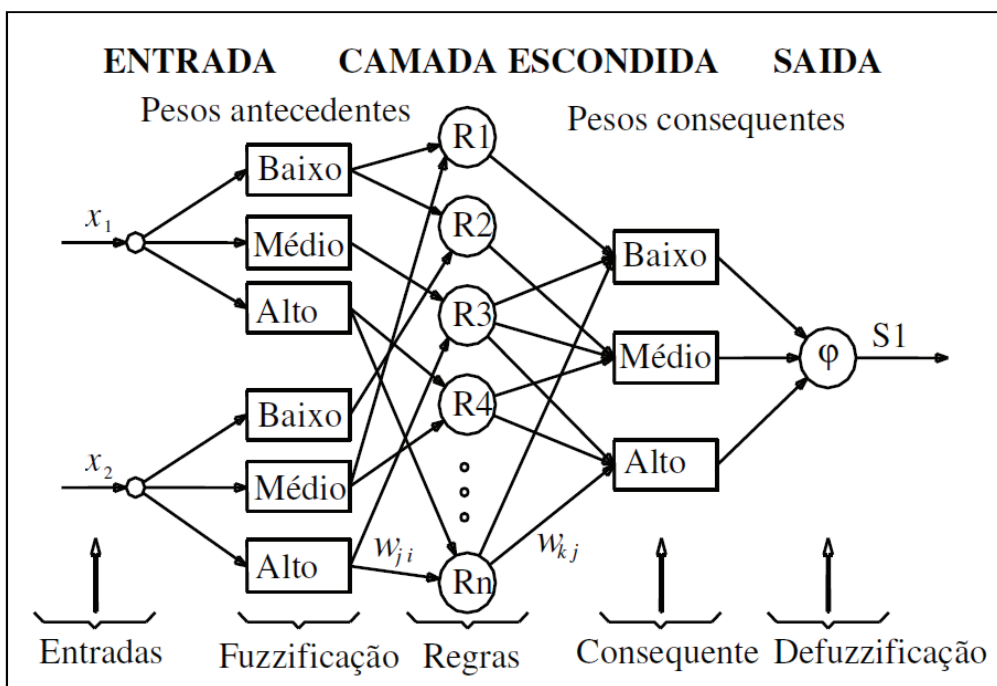 ENTRADA CAMADA ESCONDIDA SAIDA
Pesos antecedentes Pesos consequentes
R1
Baixo
x1
R2
Médio
Baixo
Alto
R3
S1
Médio
φ
R4
Baixo
x2
Médio
Alto
Alto
wji
wkj
Rn
Entradas Fuzzificação Regras Consequente Defuzzificação